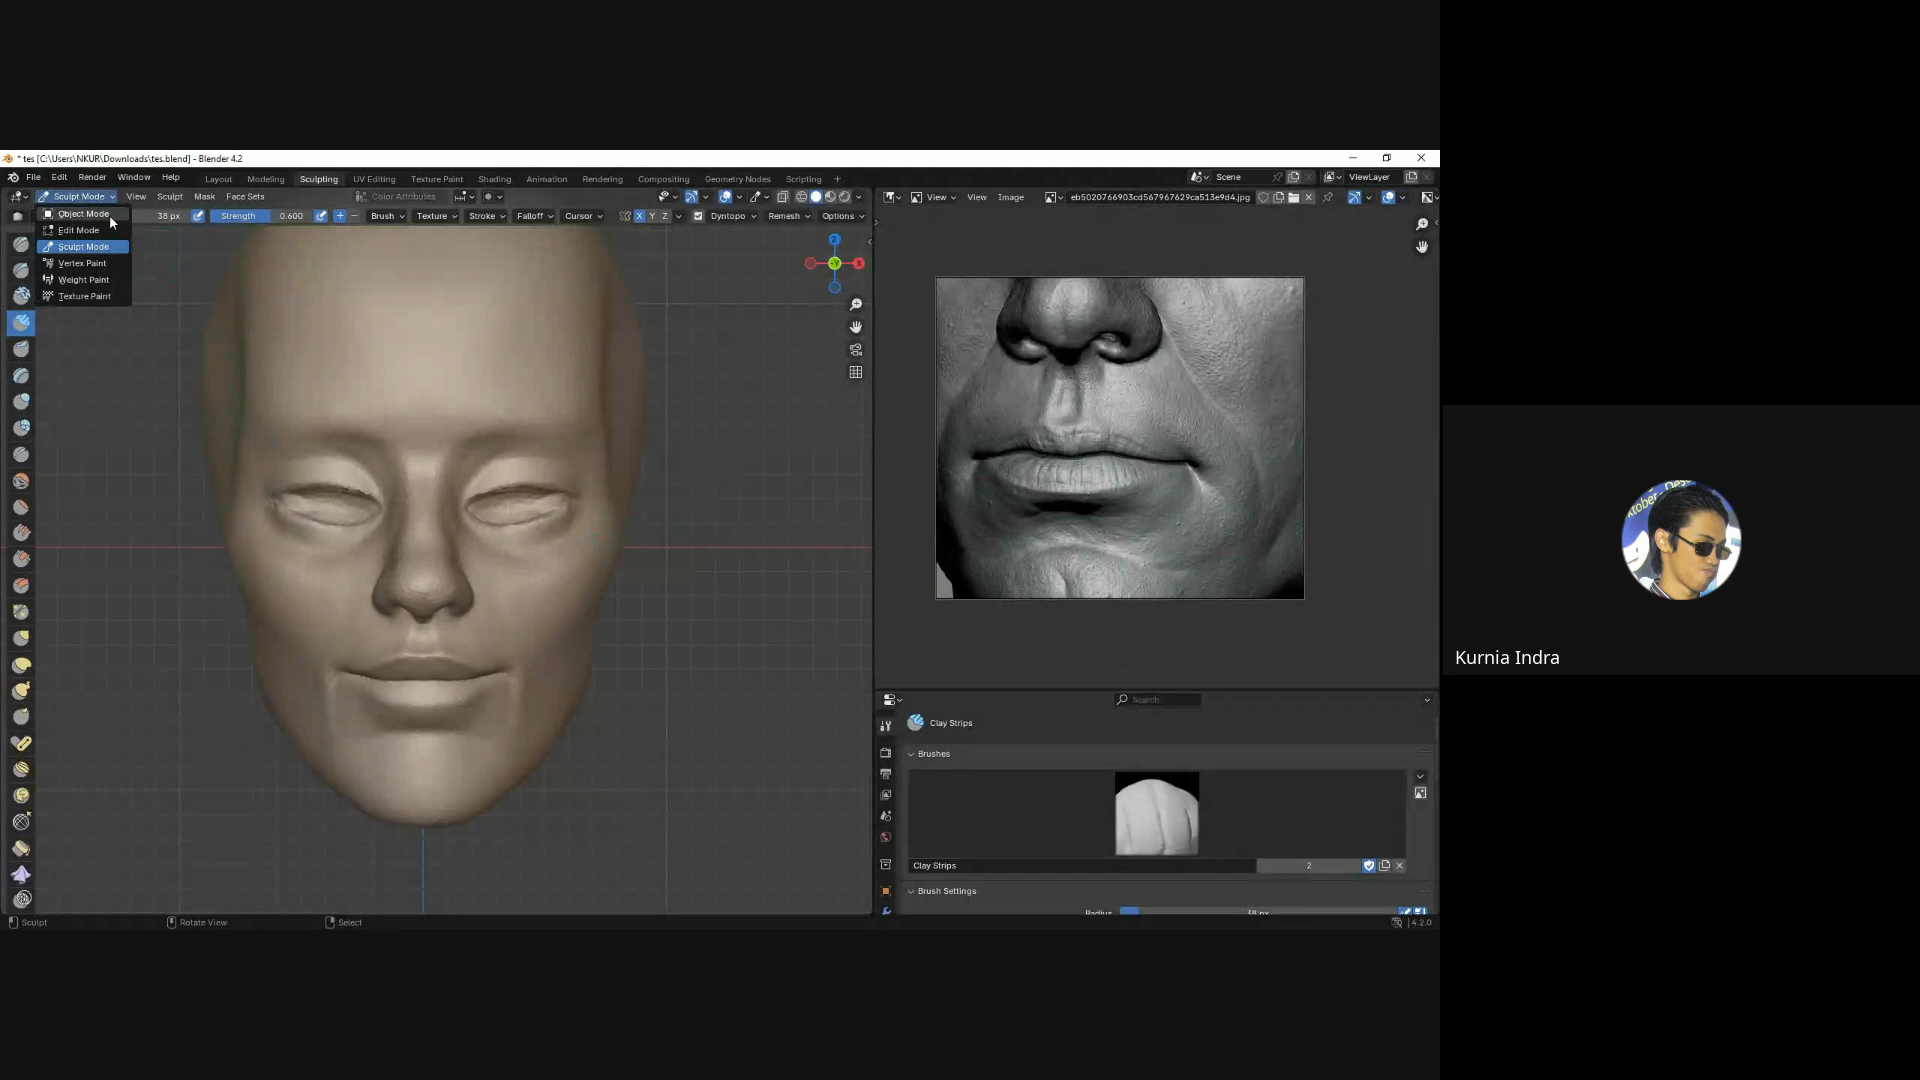 * tes [C:\Users\NKUR\Downloads\tes.blend] - Blender 4.2
File Edit Render Window Help
Layout Modeling Sculpting UV Editing Texture Paint Shading Animation Rendering Compositing Geometry Nodes Scripting +
Scene
ViewLayer
Sculpt Mode View Sculpt Mask Face Sets
Color Attributes
View View Image
eb5020766903cd567967629ca513e9d4.jpg
38 px Strength 0.600 Brush Texture Stroke Falloff Cursor
X Y Z Dyntopo Remesh Options
Object Mode
Edit Mode
Sculpt Mode
Vertex Paint
Weight Paint
Texture Paint
Z
-Y
X
Kurnia Indra
Search
Clay Strips
Brushes
Clay Strips 2
Brush Settings
Radius 38 px
Sculpt Rotate View Select
4.2.0